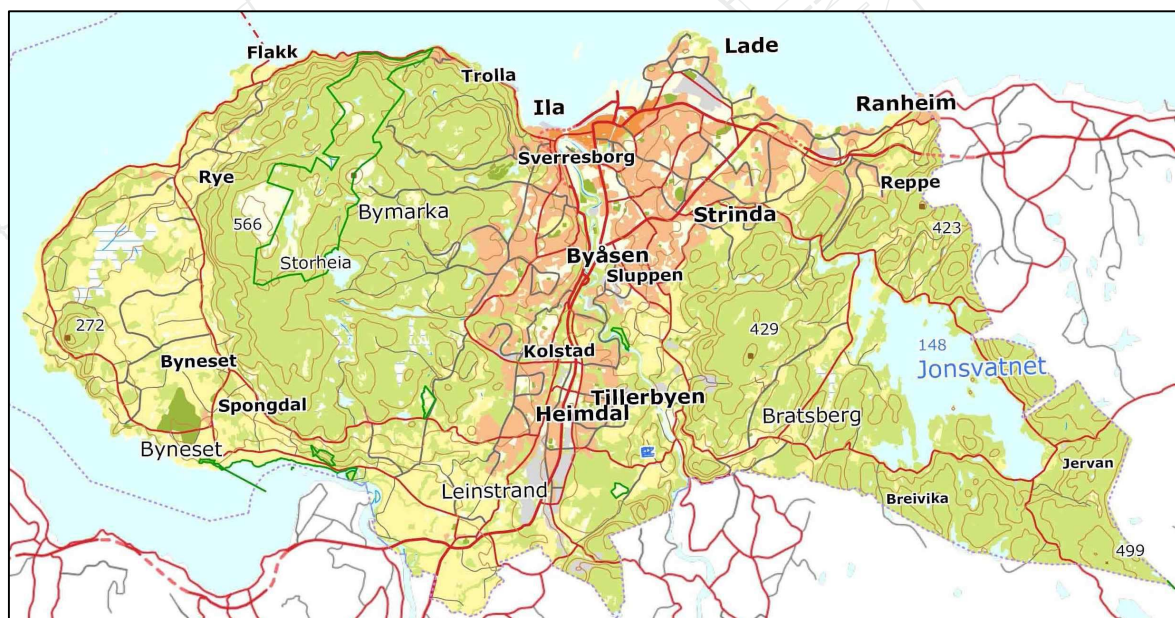 Lade
Flakk
Trolla
Ila
Ranheim
Sverresborg
Rye
Reppe
Bymarka
Strinda
566
423
Byåsen
Storheia
Sluppen
272
429
148
Kolstad
Jonsvatnet
Byneset
Tillerbyen
Spongdal
Heimdal
Bratsberg
Byneset
Jervan
Leinstrand
Breivika
499